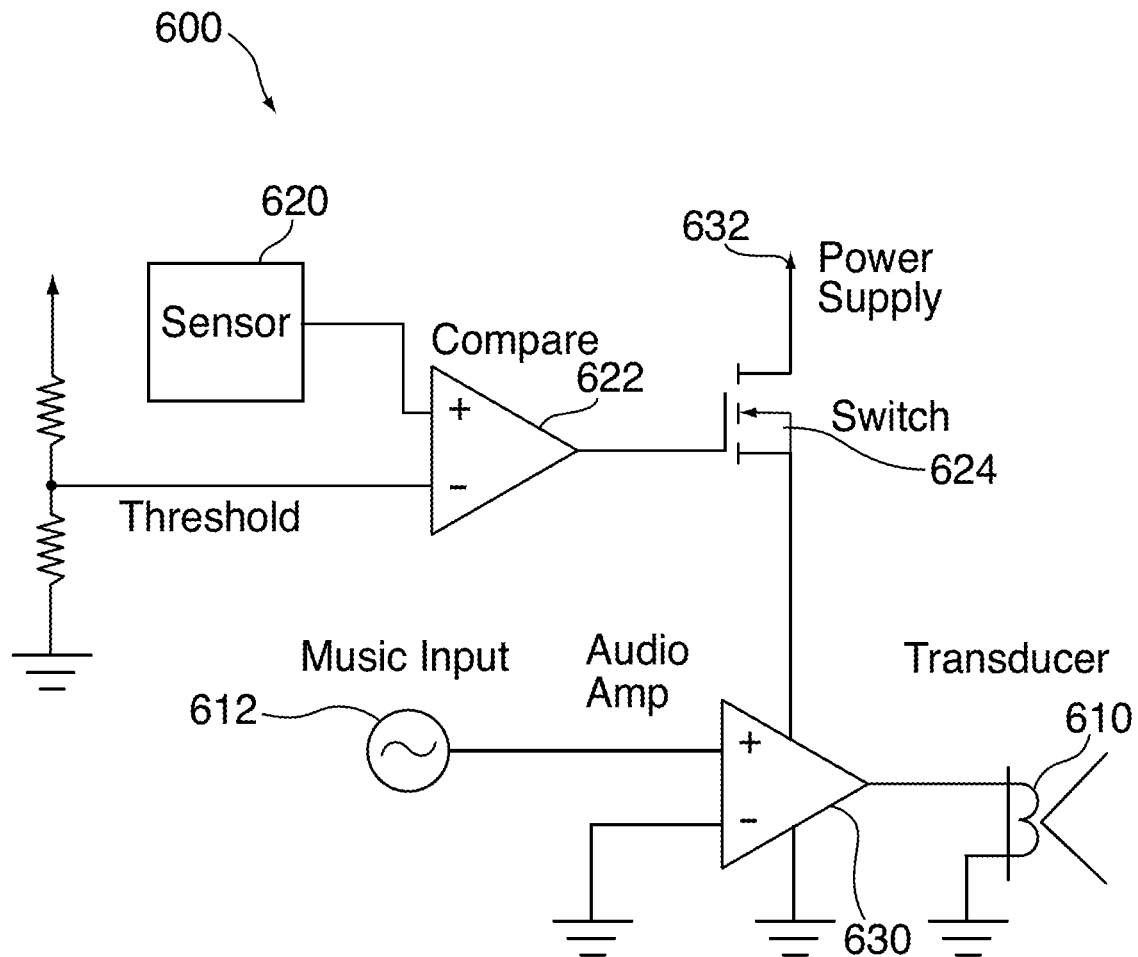 600
620
Sensor
632
Power
Supply
Compare
622
+
-
Switch
624
Threshold
Music Input
612
Audio
Amp
+
-
630
Transducer
610